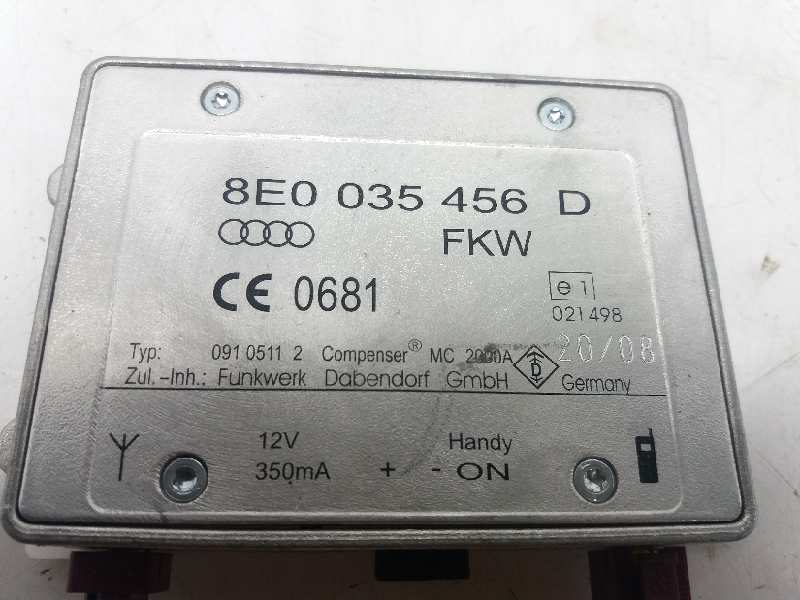 8E0 035 456 D
FKW
CE 0681
e1
021498
Typ: 091 0511 2 Compenser® MC 2000A 20/08
Zul.-Inh.: Funkwerk Dabendorf GmbH D Germany
12V Handy
350mA + - ON